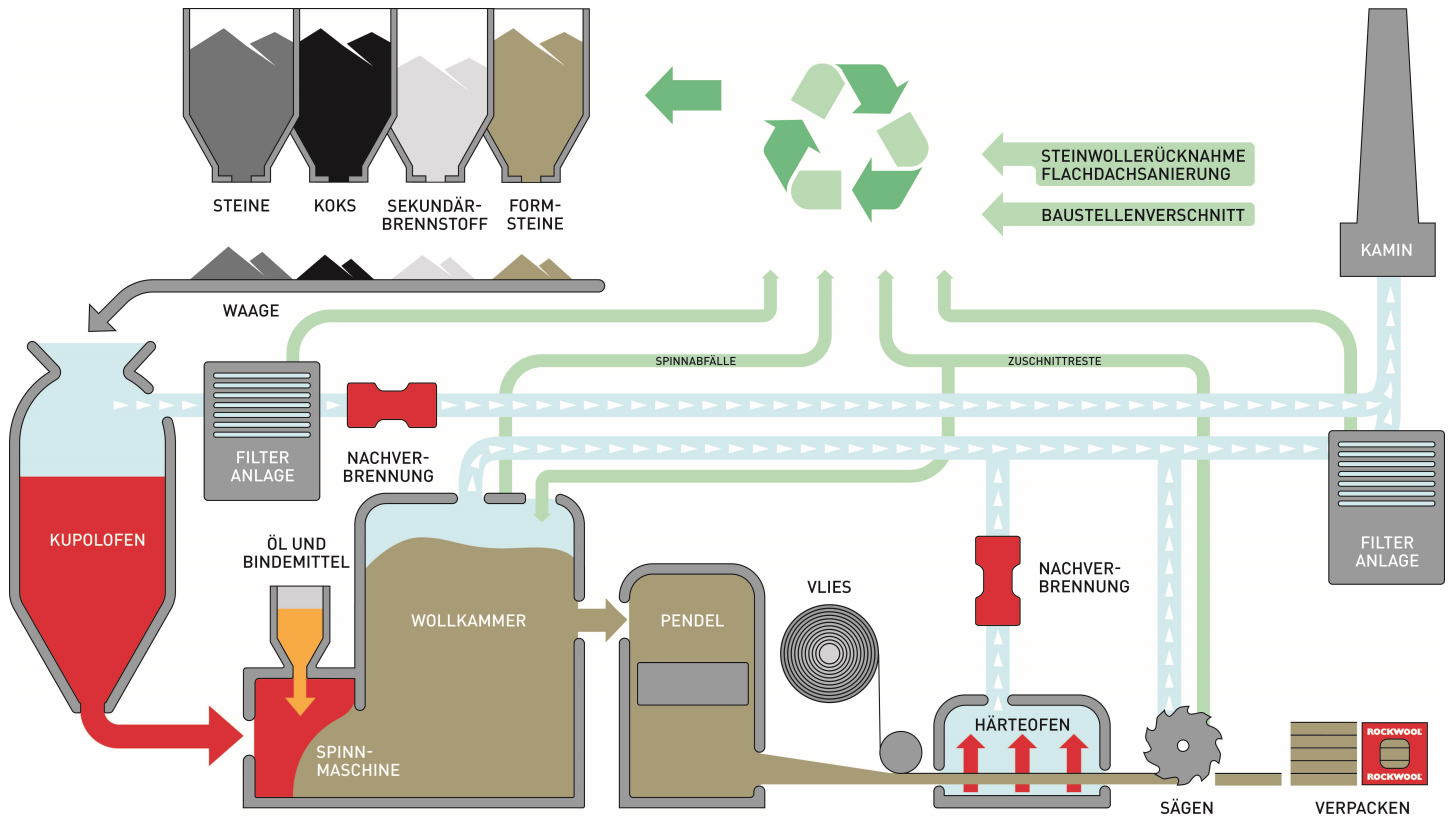 STEINE
KOKS
SEKUNDÄR-
BRENNSTOFF
FORM-
STEINE
STEINWOLLERÜCKNAHME
FLACHDACHSANIERUNG
BAUSTELLENVERSCHNITT
KAMIN
WAAGE
SPINNABFÄLLE
ZUSCHNITTRESTE
FILTER
ANLAGE
NACHVER-
BRENNUNG
KUPOLOFEN
ÖL UND
BINDEMITTEL
FILTER
ANLAGE
WOLLKAMMER
PENDEL
VLIES
NACHVER-
BRENNUNG
SPINN-
MASCHINE
HÄRTEOFEN
ROCKWOOL
ROCKWOOL
SÄGEN
VERPACKEN